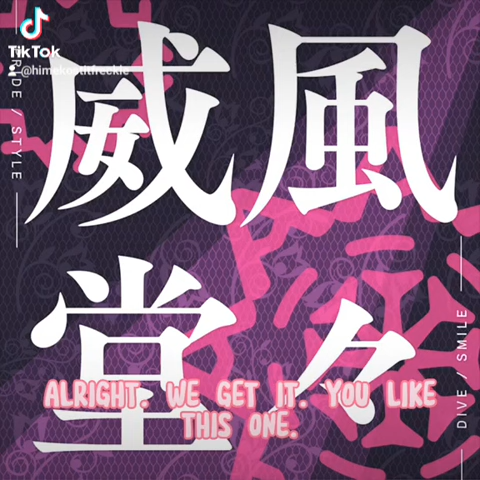 TikTok
RIDE / STYLE
威風
堂々
DIVE / SMILE
ALRIGHT. WE GET IT. YOU LIKE
THIS ONE.